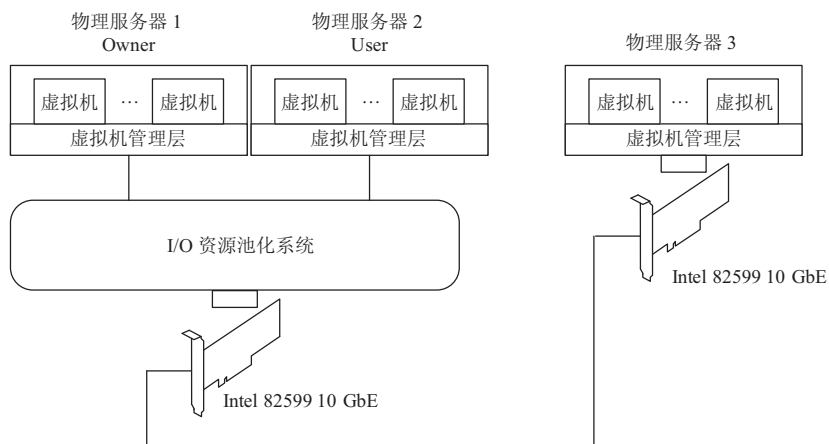 物理服务器 1
Owner
物理服务器 2
User
物理服务器 3
虚拟机 … 虚拟机
虚拟机 … 虚拟机
虚拟机 … 虚拟机
虚拟机管理层
虚拟机管理层
虚拟机管理层
I/O 资源池化系统
Intel 82599 10 GbE
Intel 82599 10 GbE